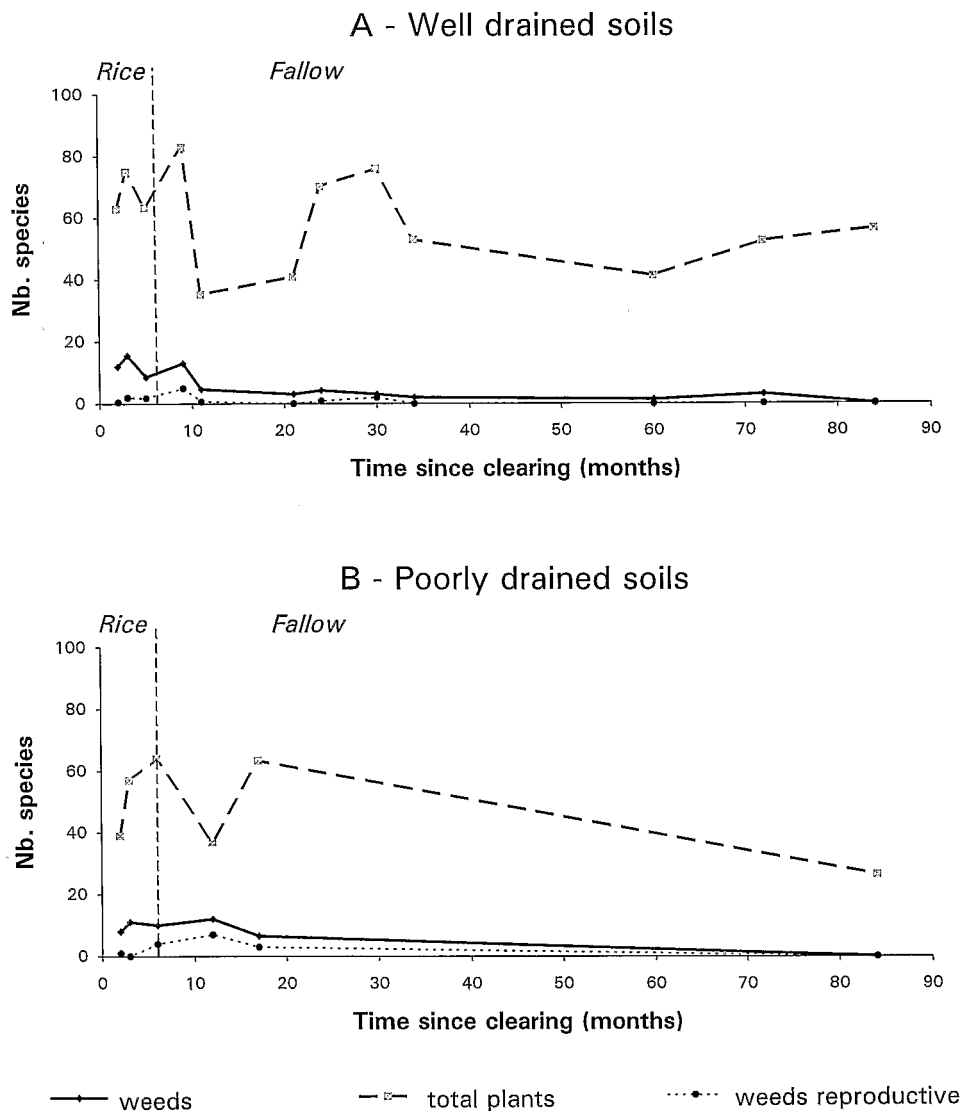 A - Well drained soils
Rice Fallow
100
80
60
40
20
0
Nb. species
0 10 20 30 40 50 60 70 80 90
Time since clearing (months)
B - Poorly drained soils
Rice Fallow
100
80
60
40
20
0
Nb. species
0 10 20 30 40 50 60 70 80 90
Time since clearing (months)
weeds total plants weeds reproductive